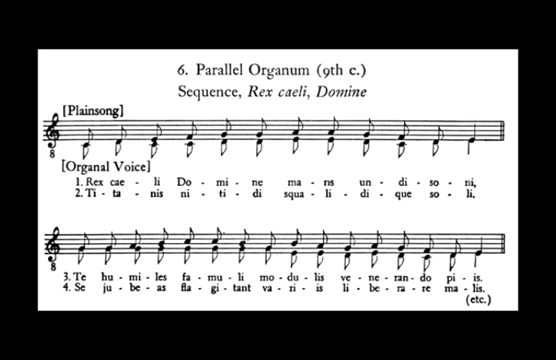 6. Parallel Organum (9th c.)
Sequence, Rex caeli, Domine
[Plainsong]
8
[Organal Voice]
1. Rex cae - li Do - mi - ne ma - ris un - di - so - ni,
2. Ti - ta - nis ni - ti - di squa - li - di - que so - li,
8
3. Te hu - mi - les fa - mu - li mo - du - lis ve - ne - ran - do pi - is.
4. Se ju - be - as fla - gi - tant va - ri - is li - be - ra - re ma - lis.
(etc.)